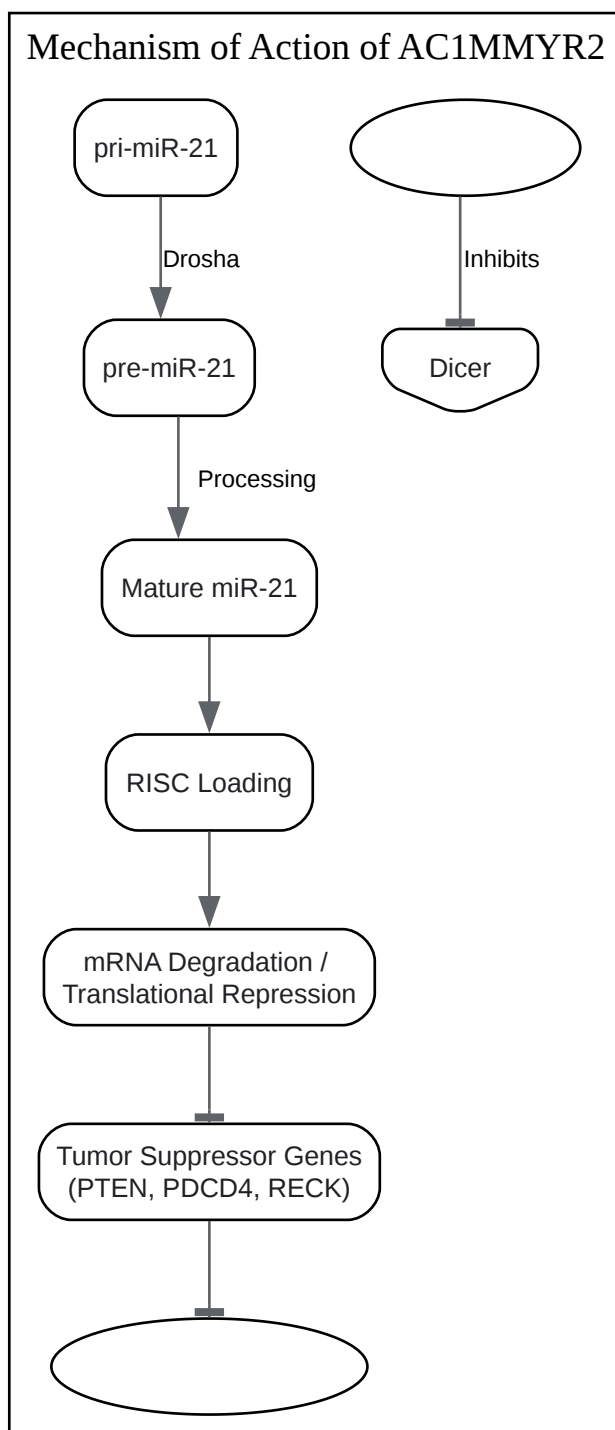 Mechanism of Action of AC1MMYR2
pri-miR-21
Drosha
Inhibits
pre-miR-21
Dicer
Processing
Mature miR-21
RISC Loading
mRNA Degradation /
Translational Repression
Tumor Suppressor Genes
(PTEN, PDCD4, RECK)